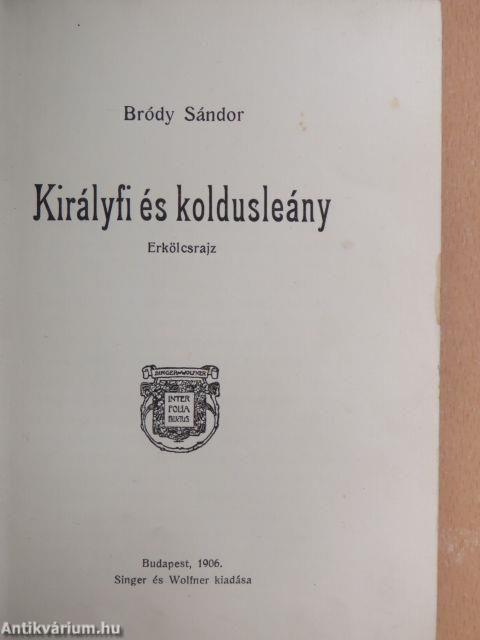 Bródy Sándor
Királyfi és koldusleány
Erkölcsrajz
SINGER-WOLFNER
INTER
FOLIA
FRUCTUS
Budapest, 1906.
Singer és Wolfner kiadása
Antikvárium.hu